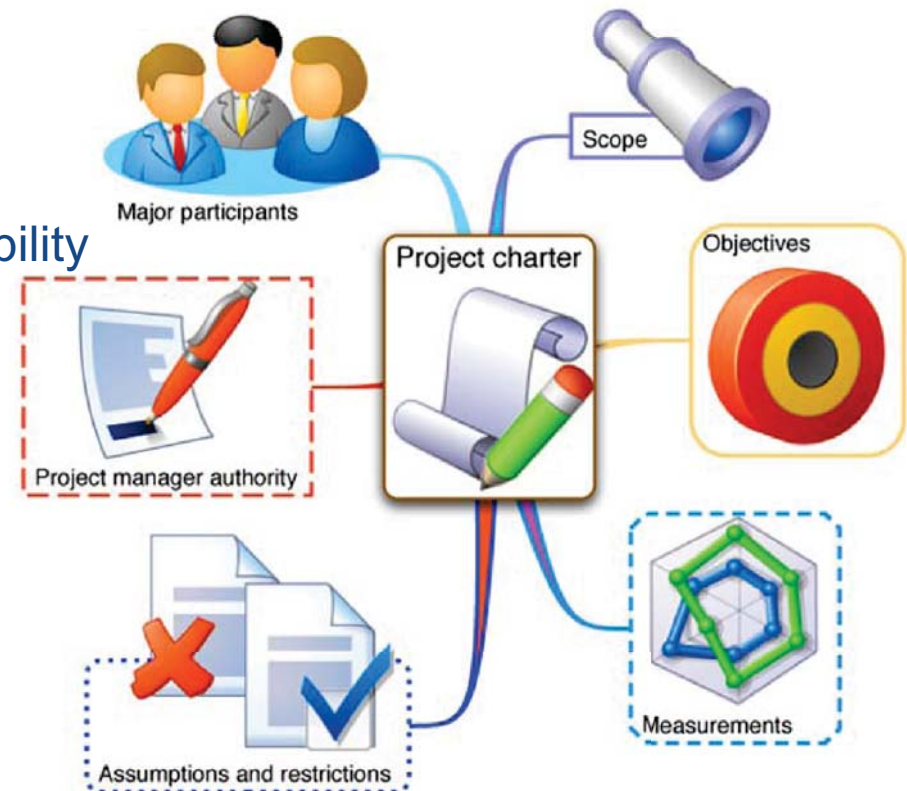 Scope
Major participants
bility
Project charter
Objectives
Project manager authority
Measurements
Assumptions and restrictions